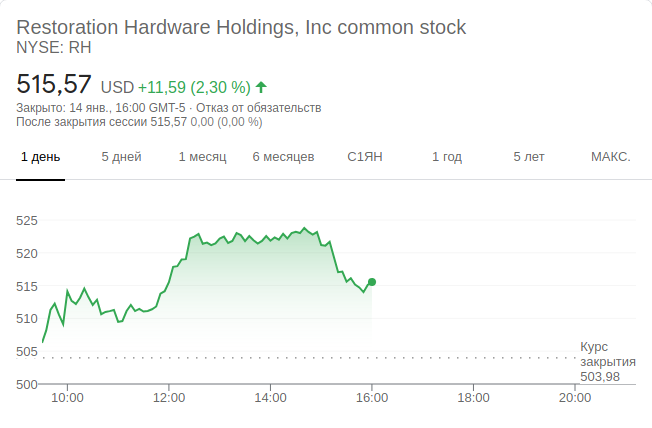 Restoration Hardware Holdings, Inc common stock
NYSE: RH
515,57 USD +11,59 (2,30 %)
Закрыто: 14 янв., 16:00 GMT-5 · Отказ от обязательств
После закрытия сессии 515,57 0,00 (0,00 %)
1 день 5 дней 1 месяц 6 месяцев С1ЯН 1 год 5 лет МАКС.
525
520
515
510
505
500
Курс
закрытия
503,98
10:00 12:00 14:00 16:00 18:00 20:00